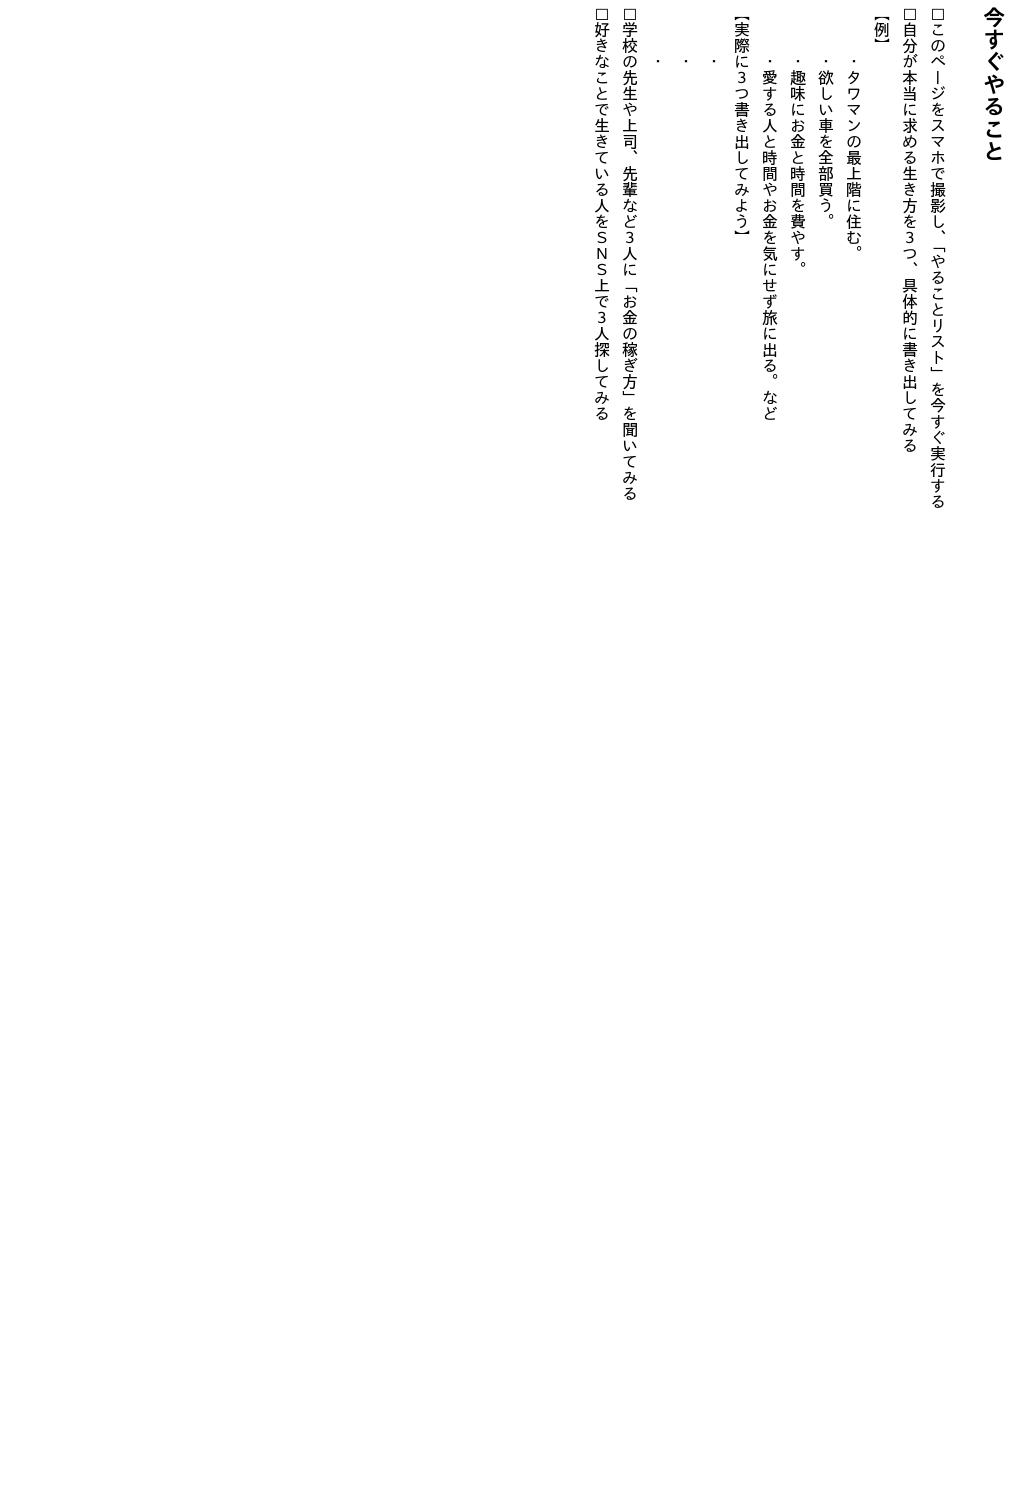 今すぐやること
□このページをスマホで撮影し、「やることリスト」を今すぐ実行する
□自分が本当に求める生き方を３つ、具体的に書き出してみる
【例】
・タワマンの最上階に住む。
・欲しい車を全部買う。
・趣味にお金と時間を費やす。
・愛する人と時間やお金を気にせず旅に出る。など
【実際に３つ書き出してみよう】
・
・
・
□学校の先生や上司、先輩など３人に「お金の稼ぎ方」を聞いてみる
□好きなことで生きている人をＳＮＳ上で３人探してみる